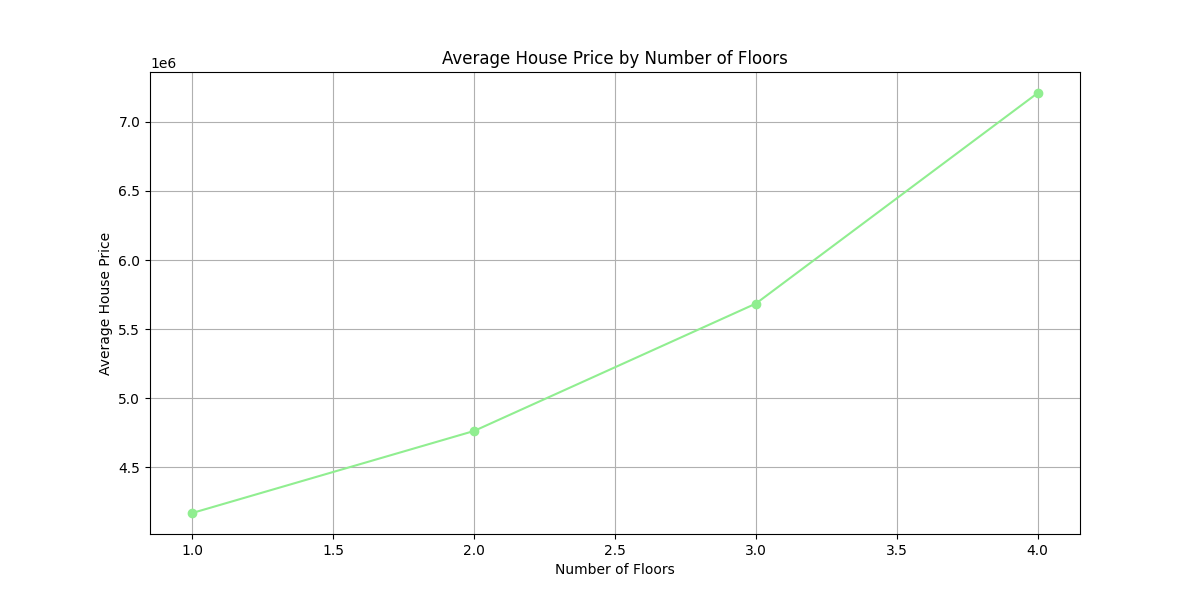 Average House Price by Number of Floors
1e6
7.0
6.5
6.0
5.5
5.0
4.5
Average House Price
1.0 1.5 2.0 2.5 3.0 3.5 4.0
Number of Floors